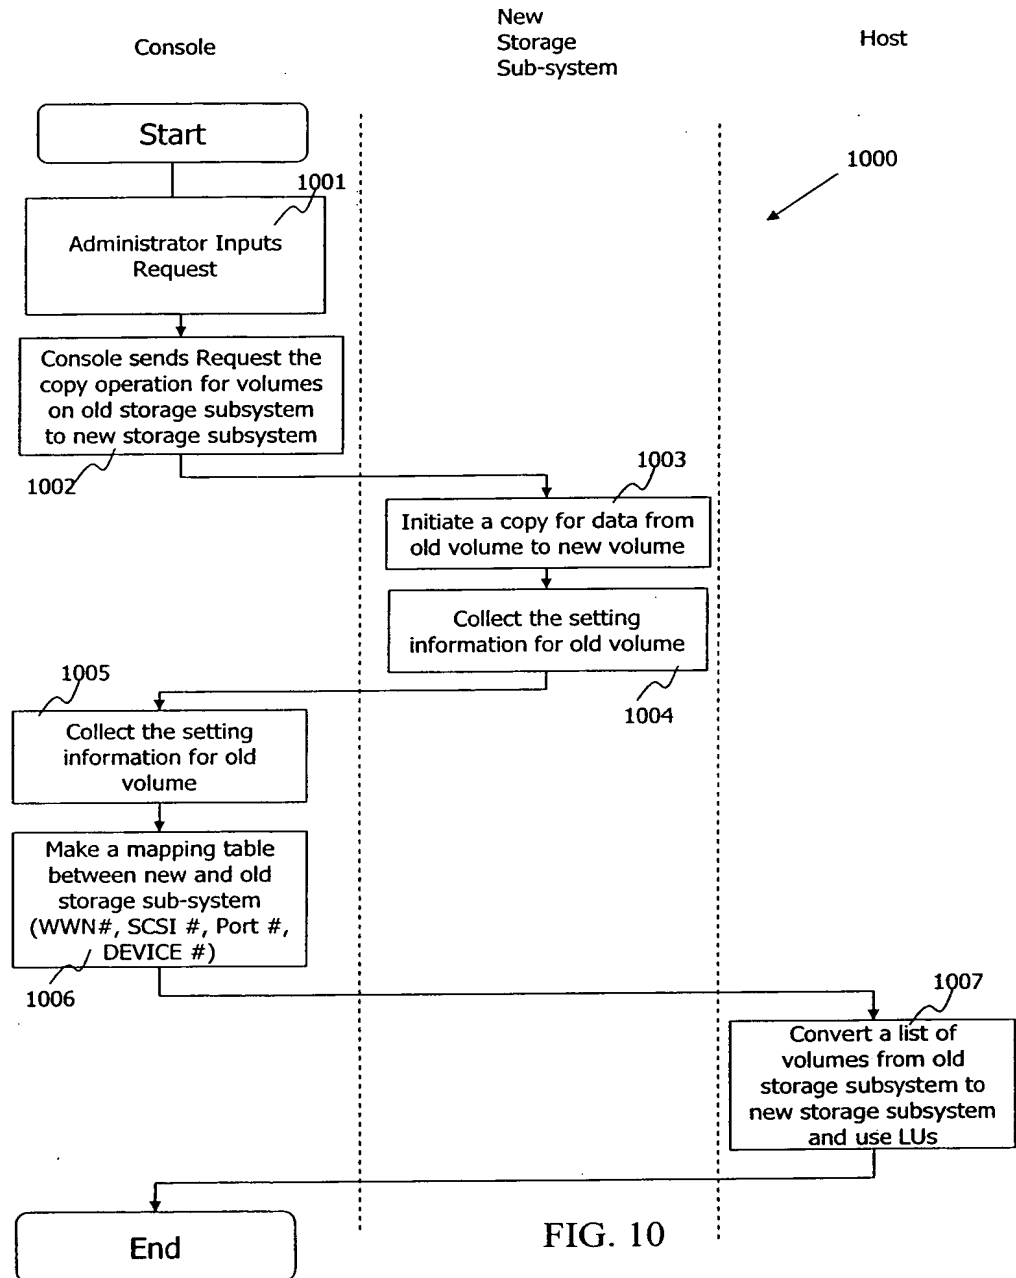 Console
New
Storage
Sub-system
Host
Start
1000
1001
Administrator Inputs
Request
Console sends Request the
copy operation for volumes
on old storage subsystem
to new storage subsystem
1002
1003
Initiate a copy for data from
old volume to new volume
Collect the setting
information for old volume
1004
1005
Collect the setting
information for old
volume
Make a mapping table
between new and old
storage sub-system
(WWN#, SCSI #, Port #,
DEVICE #)
1006
1007
Convert a list of
volumes from old
storage subsystem to
new storage subsystem
and use LUs
End
FIG. 10